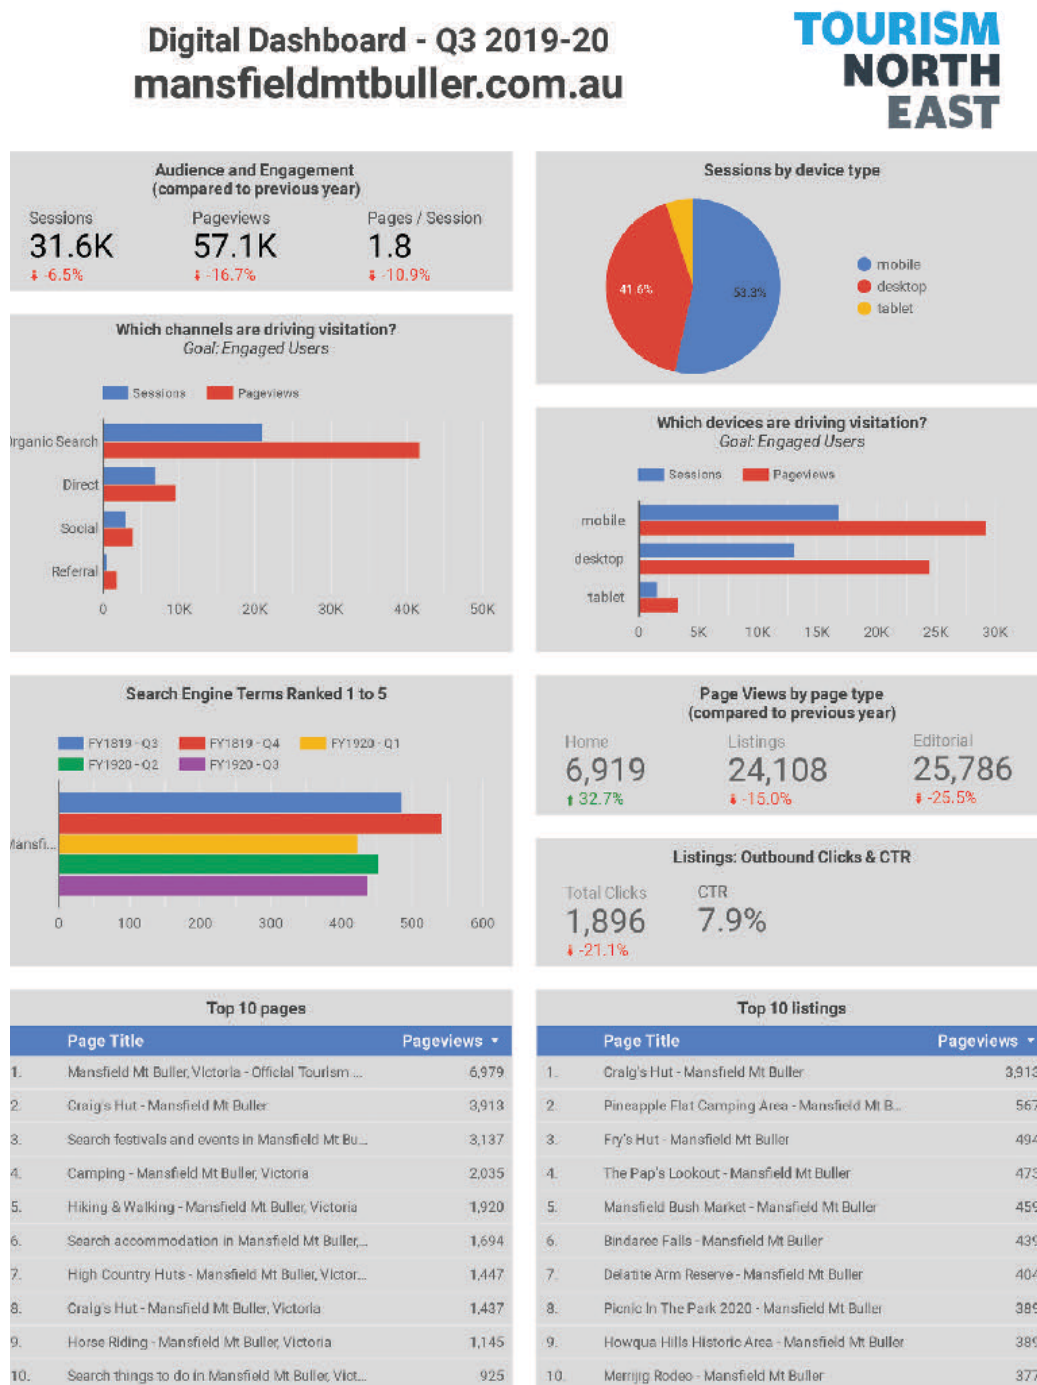 Digital Dashboard - Q3 2019-20
mansfieldmtbuller.com.au
TOURISM
NORTH
EAST
Audience and Engagement
(compared to previous year)
Sessions
31.6K
-6.5%
Pageviews
57.1K
-16.7%
Pages / Session
1.8
-10.9%
Sessions by device type
41.6%
53.3%
mobile
desktop
tablet
Which channels are driving visitation?
Goal: Engaged Users
Sessions Pageviews
Organic Search
Direct
Social
Referral
0 10K 20K 30K 40K 50K
Which devices are driving visitation?
Goal: Engaged Users
Sessions Pageviews
mobile
desktop
tablet
0 5K 10K 15K 20K 25K 30K
Search Engine Terms Ranked 1 to 5
FY1819 - Q3 FY1819 - Q4 FY1920 - Q1
FY1920 - Q2 FY1920 - Q3
Mansfi...
0 100 200 300 400 500 600
Page Views by page type
(compared to previous year)
Home
6,919
32.7%
Listings
24,108
-15.0%
Editorial
25,786
-25.5%
Listings: Outbound Clicks & CTR
Total Clicks
1,896
-21.1%
CTR
7.9%
Top 10 pages
Page Title Pageviews
1. Mansfield Mt Buller, Victoria - Official Tourism ... 6,979
2. Craig's Hut - Mansfield Mt Buller 3,913
3. Search festivals and events in Mansfield Mt Bu... 3,137
4. Camping - Mansfield Mt Buller, Victoria 2,035
5. Hiking & Walking - Mansfield Mt Buller, Victoria 1,920
6. Search accommodation in Mansfield Mt Buller,... 1,694
7. High Country Huts - Mansfield Mt Buller, Victor... 1,447
8. Craig's Hut - Mansfield Mt Buller, Victoria 1,437
9. Horse Riding - Mansfield Mt Buller, Victoria 1,145
10. Search things to do in Mansfield Mt Buller, Vict... 925
Top 10 listings
Page Title Pageviews
1. Craig's Hut - Mansfield Mt Buller 3,913
2. Pineapple Flat Camping Area - Mansfield Mt B... 567
3. Fry's Hut - Mansfield Mt Buller 494
4. The Pap's Lookout - Mansfield Mt Buller 473
5. Mansfield Bush Market - Mansfield Mt Buller 459
6. Bindaree Falls - Mansfield Mt Buller 439
7. Delatite Arm Reserve - Mansfield Mt Buller 404
8. Picnic In The Park 2020 - Mansfield Mt Buller 389
9. Howqua Hills Historic Area - Mansfield Mt Buller 389
10. Merrijig Rodeo - Mansfield Mt Buller 377